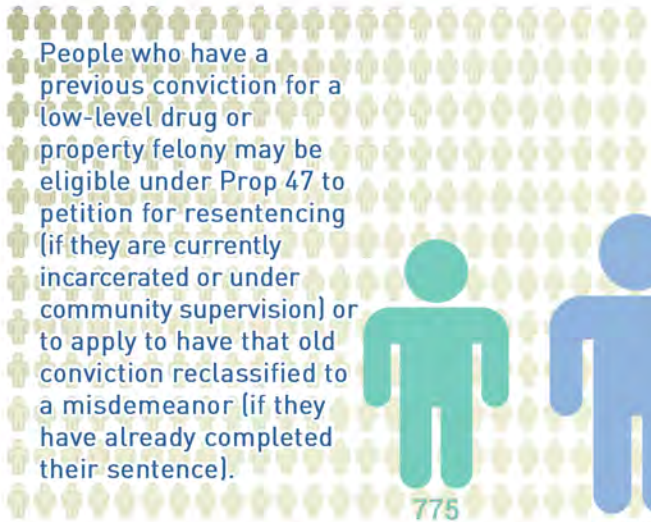 People who have a
previous conviction for a
low-level drug or
property felony may be
eligible under Prop 47 to
petition for resentencing
(if they are currently
incarcerated or under
community supervision) or
to apply to have that old
conviction reclassified to
a misdemeanor (if they
have already completed
their sentence).
775